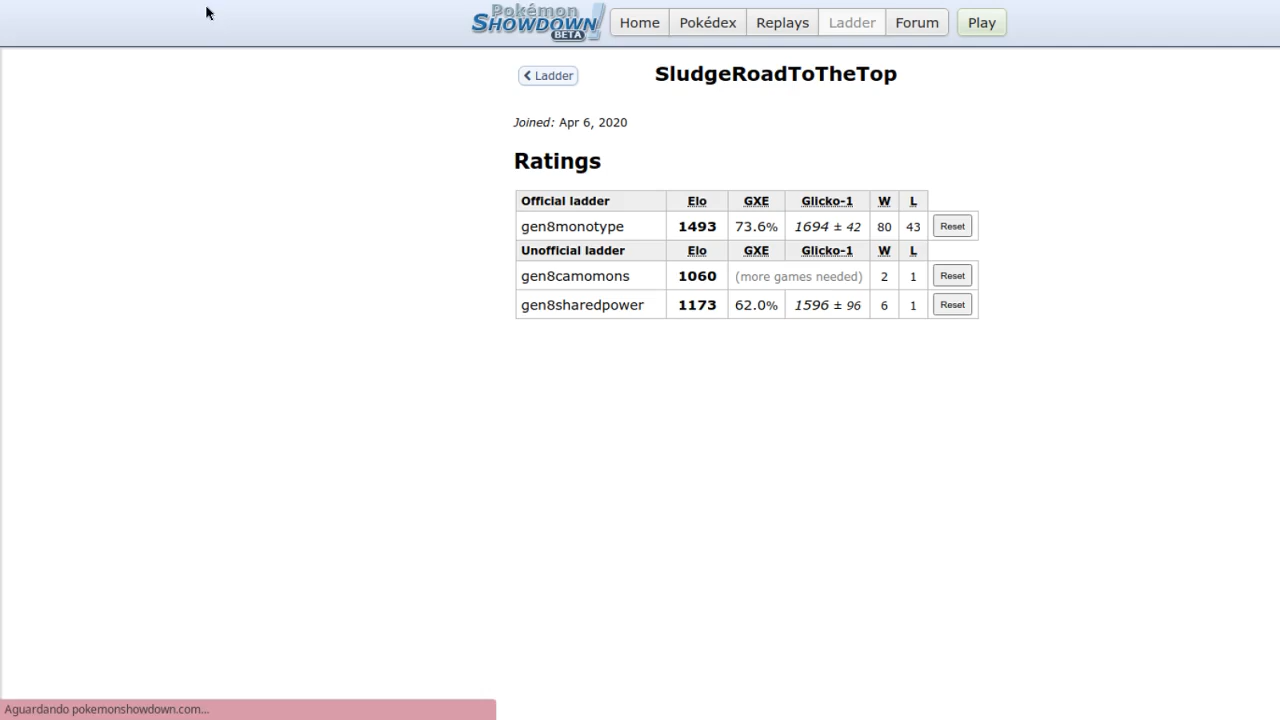 Pokémon
SHOWDOWN!
BETA
Home
Pokédex
Replays
Ladder
Forum
Play
Ladder
SludgeRoadToTheTop
Joined: Apr 6, 2020
Ratings
Official ladder Elo GXE Glicko-1 W L
gen8monotype 1493 73.6% 1694 ± 42 80 43 Reset
Unofficial ladder Elo GXE Glicko-1 W L
gen8camomons 1060 (more games needed) 2 1 Reset
gen8sharedpower 1173 62.0% 1596 ± 96 6 1 Reset
Aguardando pokemonshowdown.com...